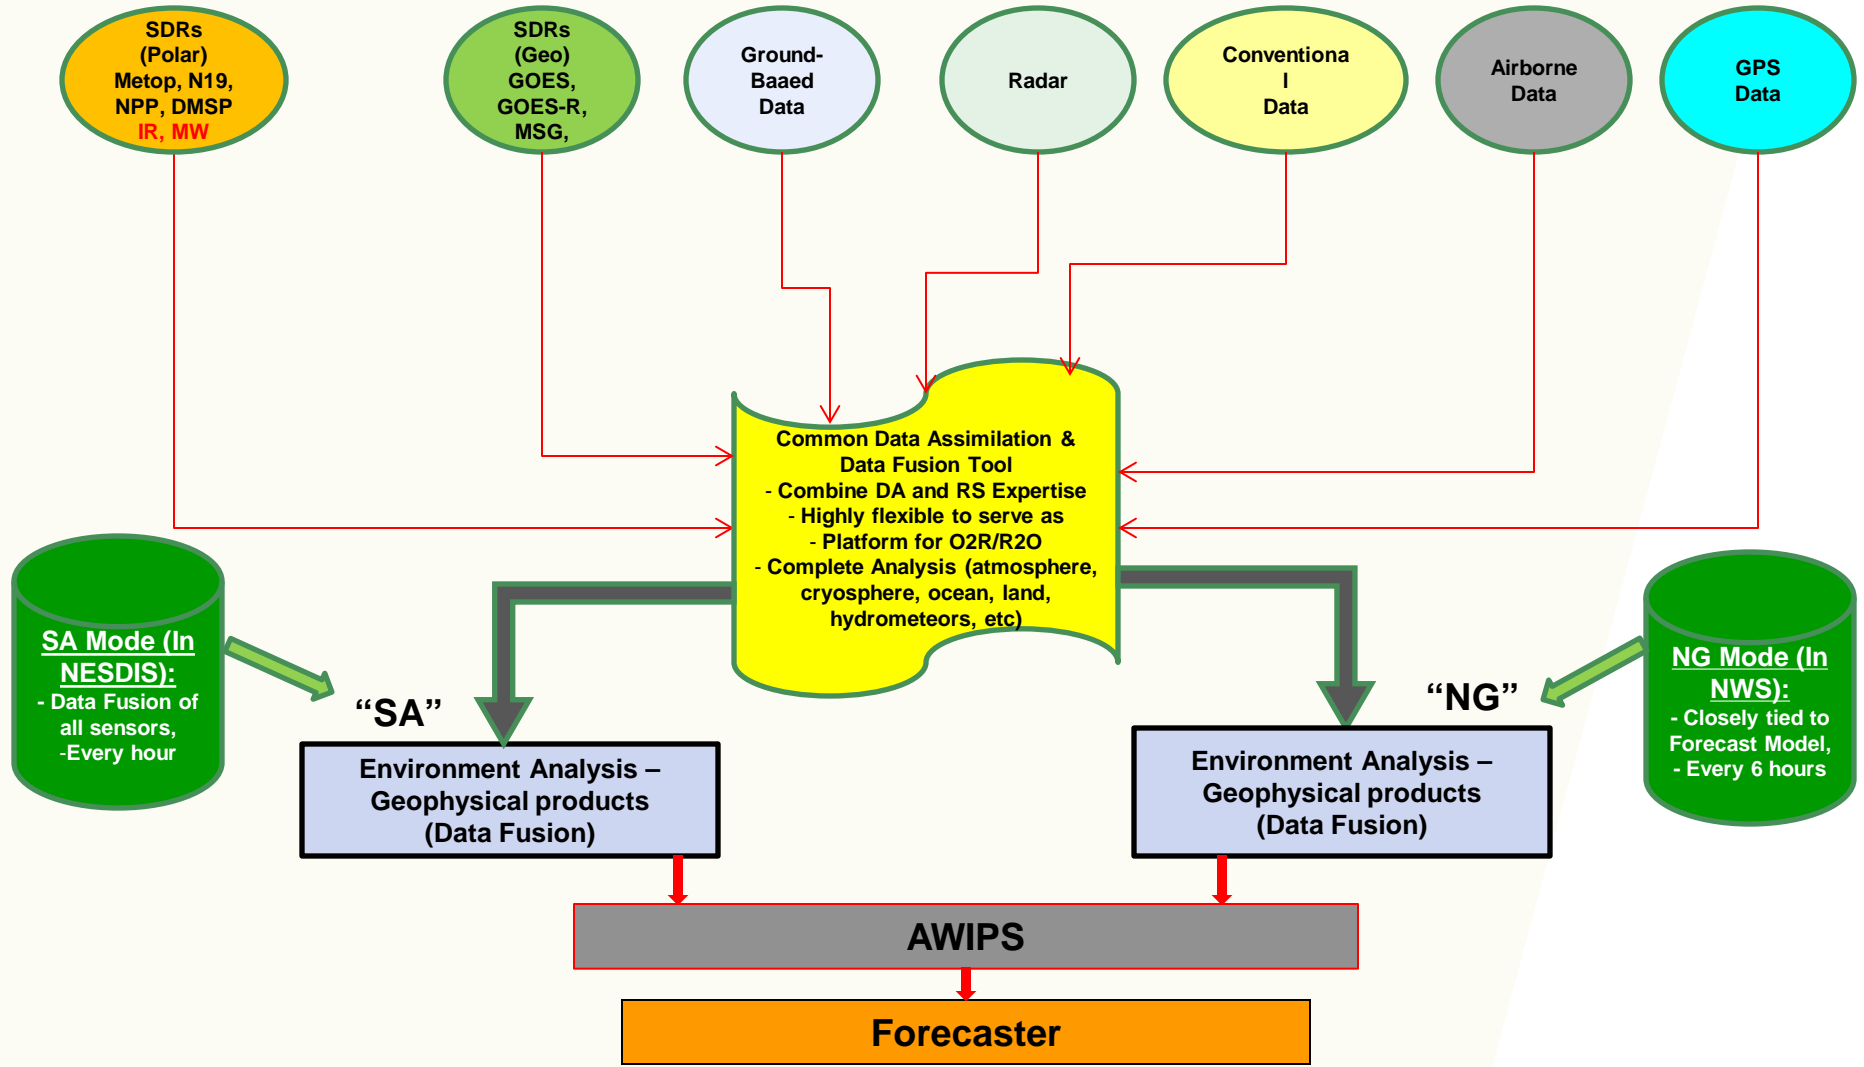 SDRs
(Polar)
Metop, N19,
NPP, DMSP
IR, MW
SDRs
(Geo)
GOES,
GOES-R,
MSG,
Ground-
Baaed
Data
Radar
Conventiona
l
Data
Airborne
Data
GPS
Data
Common Data Assimilation &
Data Fusion Tool
- Combine DA and RS Expertise
- Highly flexible to serve as
- Platform for O2R/R2O
- Complete Analysis (atmosphere,
cryosphere, ocean, land,
hydrometeors, etc)
SA Mode (In
NESDIS):
- Data Fusion of
all sensors,
-Every hour
“SA”
“NG”
NG Mode (In
NWS):
- Closely tied to
Forecast Model,
- Every 6 hours
Environment Analysis –
Geophysical products
(Data Fusion)
Environment Analysis –
Geophysical products
(Data Fusion)
AWIPS
Forecaster